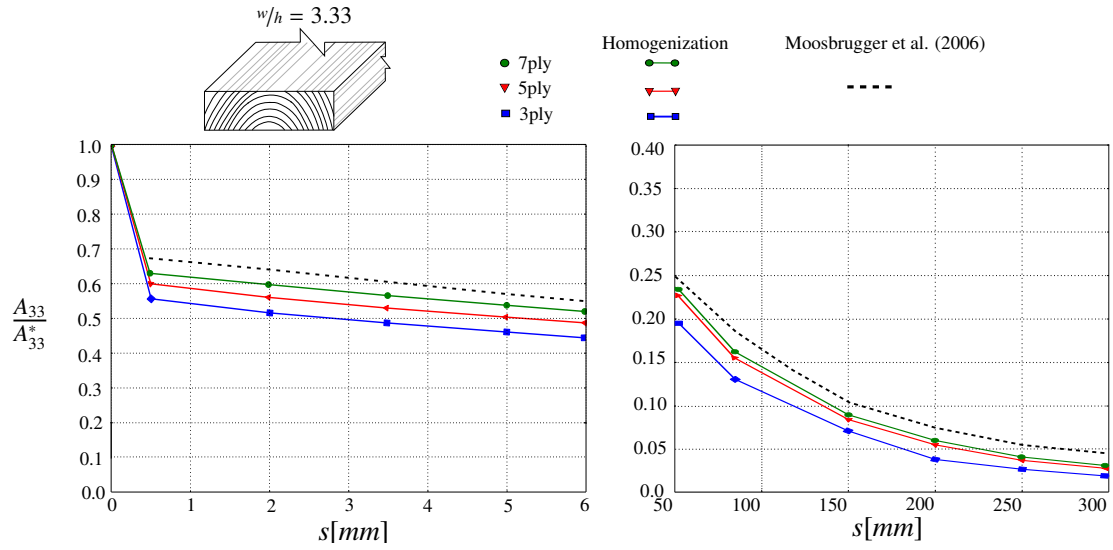 w/h = 3.33
7ply
5ply
3ply
Homogenization
Moosbrugger et al. (2006)
A33
A*33
1.0
0.9
0.8
0.7
0.6
0.5
0.4
0.3
0.2
0.1
0.0
0 1 2 3 4 5 6
s[mm]
0.40
0.35
0.30
0.25
0.20
0.15
0.10
0.05
0.0
50 100 150 200 250 300
s[mm]